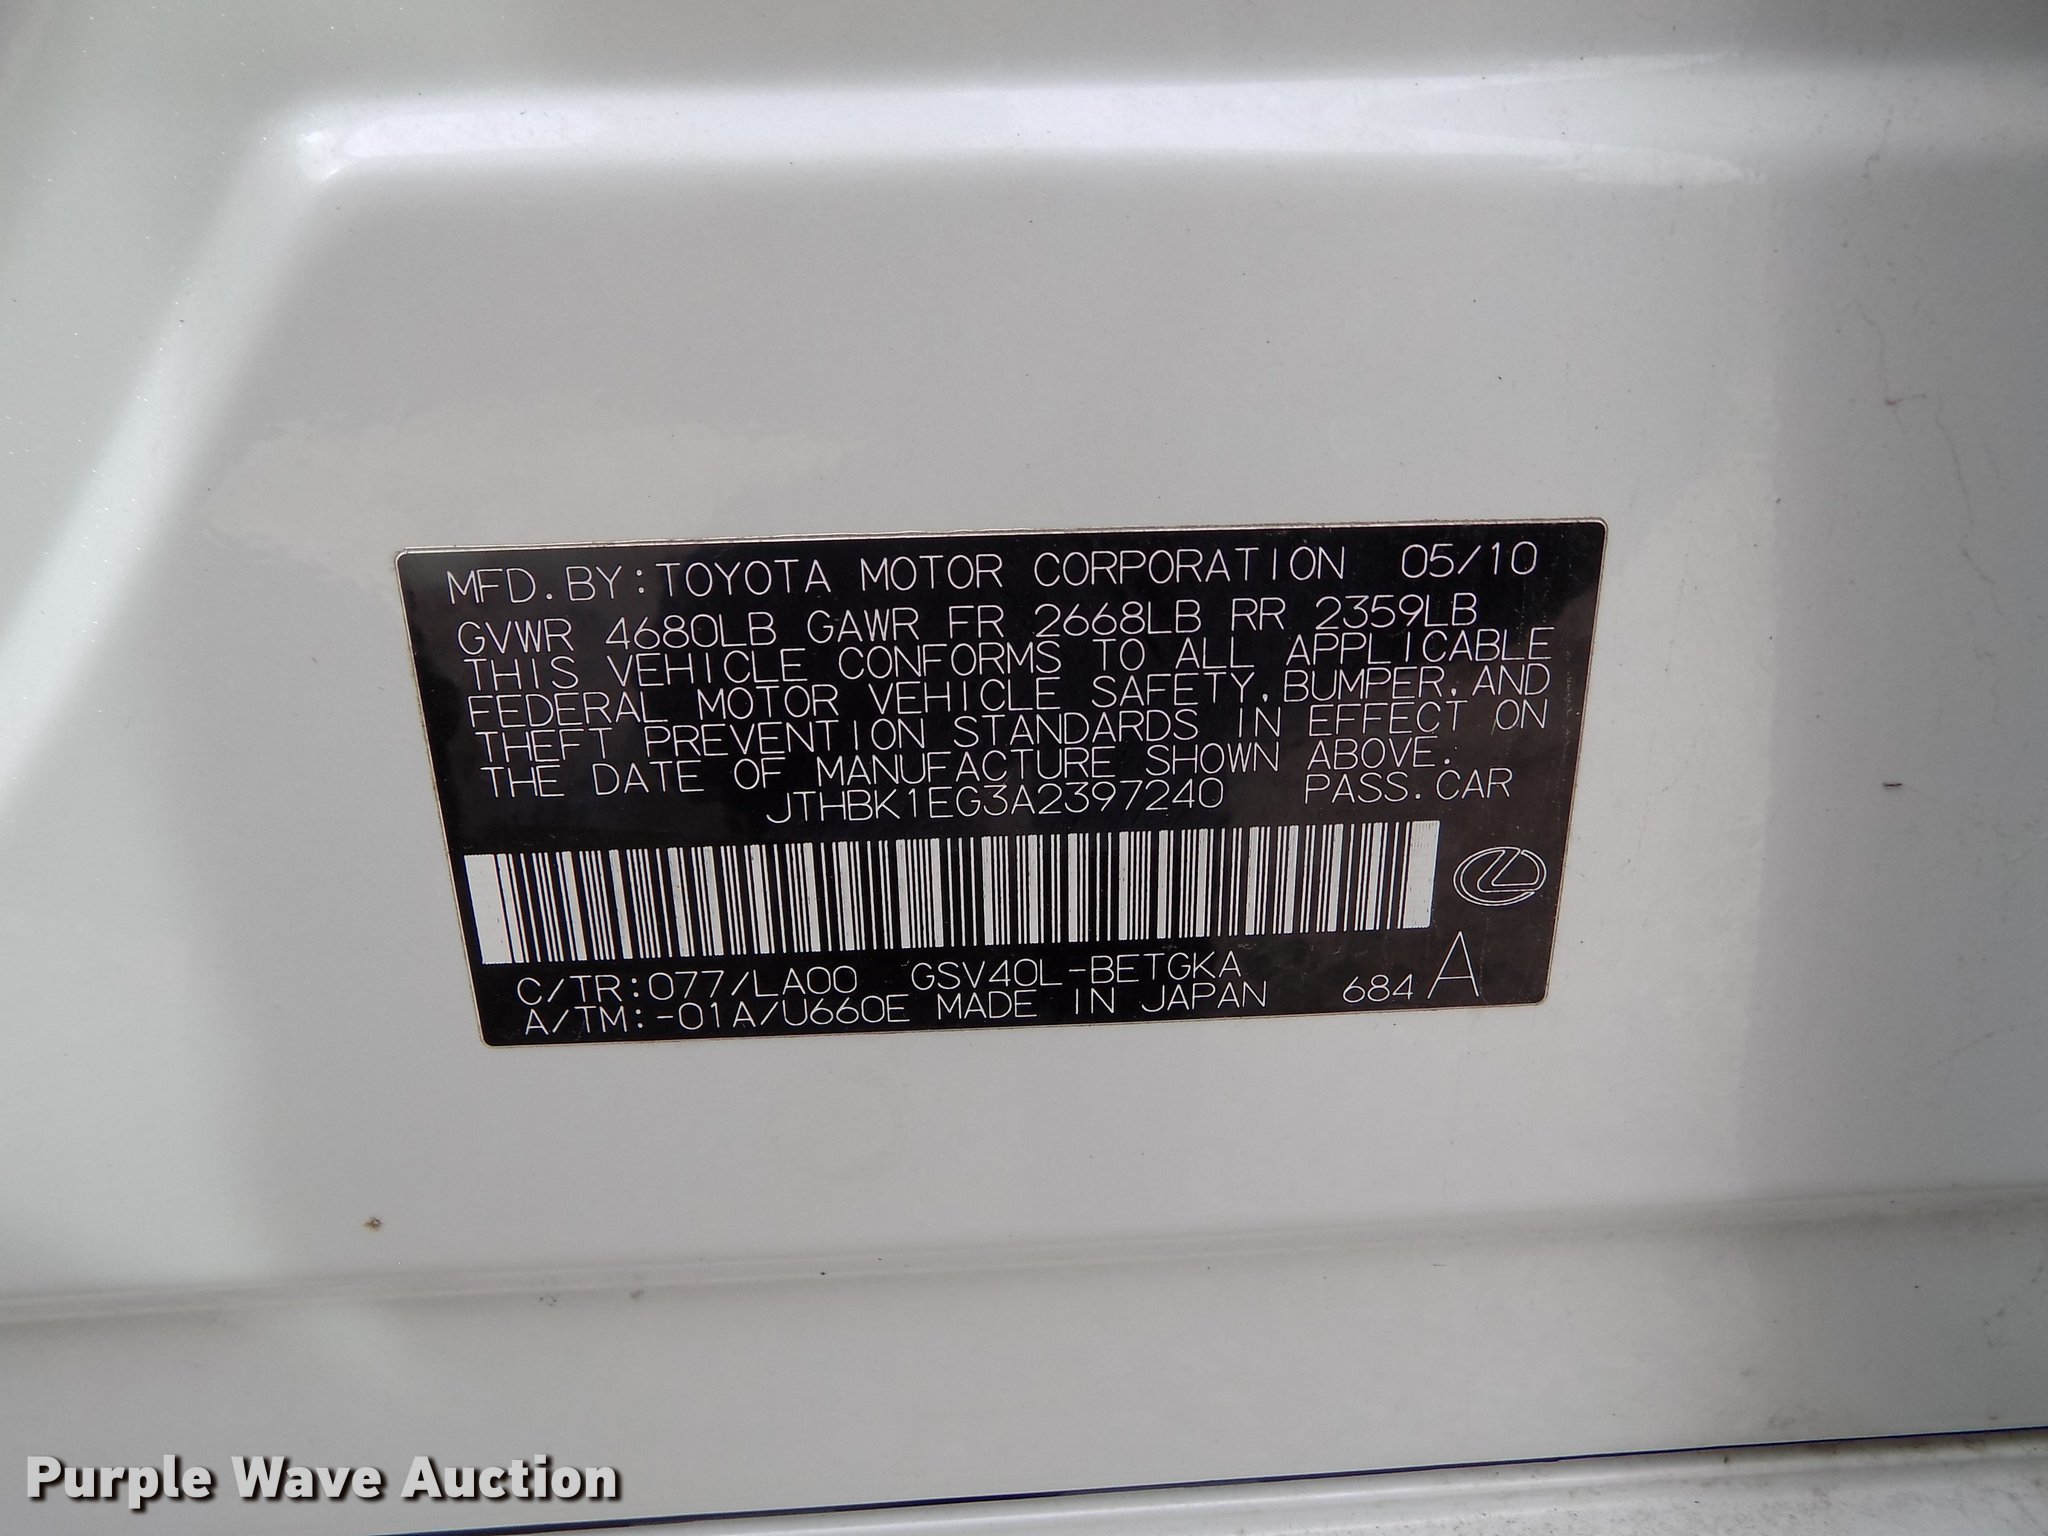 MFD. BY: TOYOTA MOTOR CORPORATION 05/10
GVWR 4680LB GAWR FR 2668LB RR 2359LB
THIS VEHICLE CONFORMS TO ALL APPLICABLE
FEDERAL MOTOR VEHICLE SAFETY, BUMPER, AND
THEFT PREVENTION STANDARDS IN EFFECT ON
THE DATE OF MANUFACTURE SHOWN ABOVE.
JTHBK1EG3A2397240 PASS. CAR
C/TR: 077/LA00 GSV40L-BETGKA
A/TM: -01A/U660E MADE IN JAPAN 684 A
Purple Wave Auction